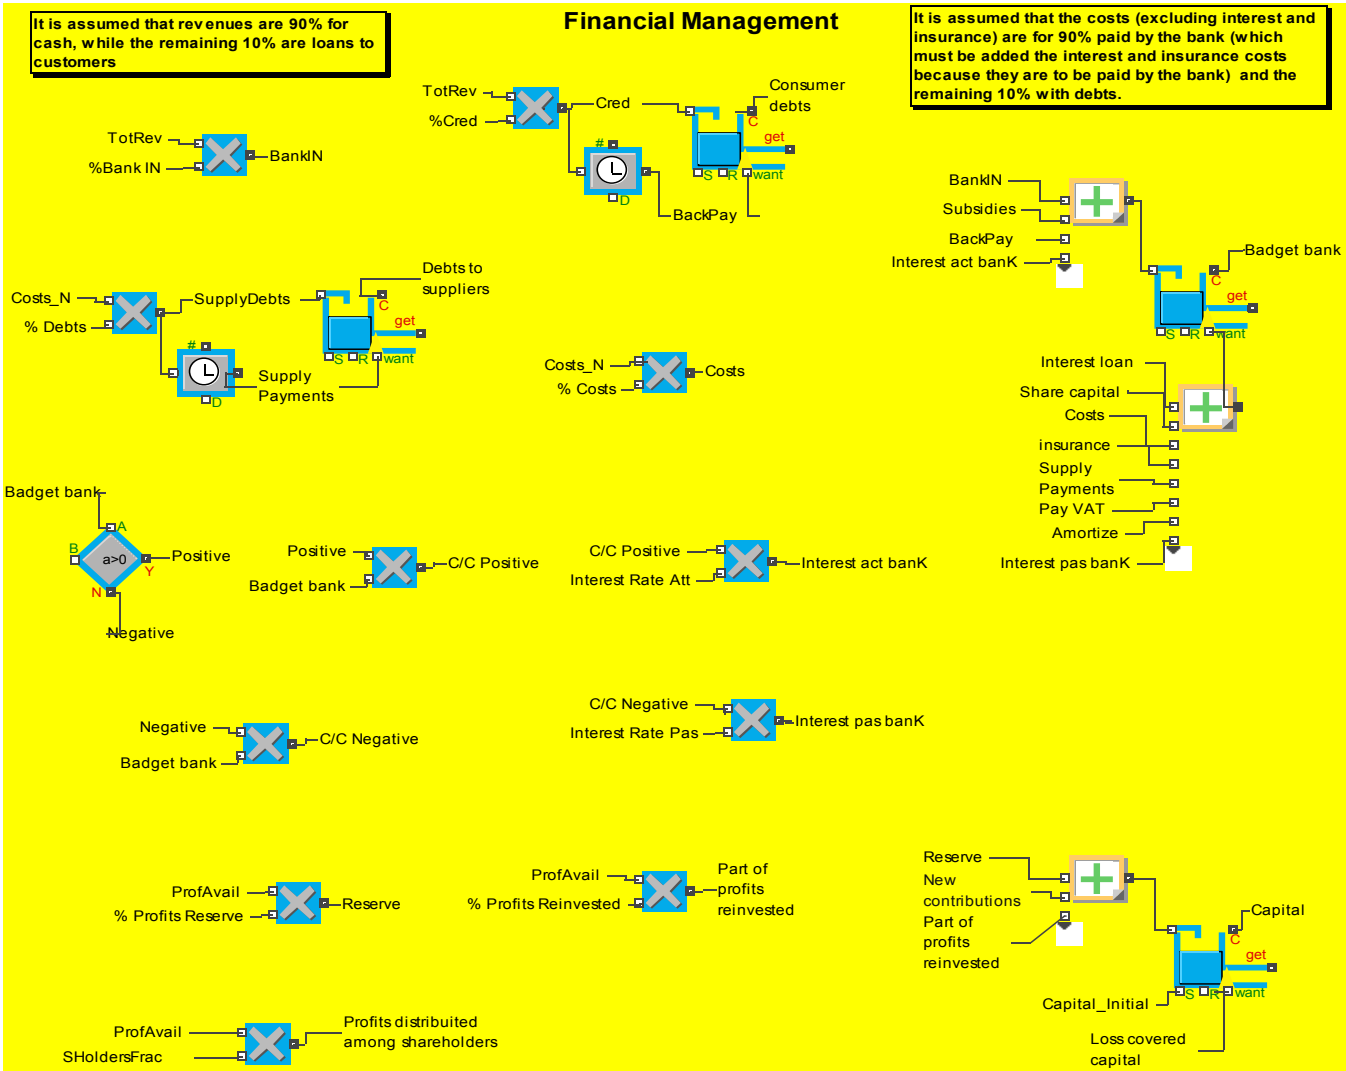 Financial Management
It is assumed that revenues are 90% for
cash, while the remaining 10% are loans to
customers
It is assumed that the costs (excluding interest and
insurance) are for 90% paid by the bank (which
must be added the interest and insurance costs
because they are to be paid by the bank) and the
remaining 10% with debts.
TotRev
%Bank IN
BankIN
TotRev
%Cred
Cred
#
D
BackPay
Consumer
debts
C
get
S
R
want
BankIN
Subsidies
BackPay
Interest act banK
Badget bank
C
get
S
R
want
Costs_N
% Debts
SupplyDebts
#
D
Supply
Payments
Debts to
suppliers
C
get
S
R
want
Costs_N
% Costs
Costs
Interest loan
Share capital
Costs
insurance
Supply
Payments
Pay VAT
Amortize
Interest pas banK
Badget bank
A
B
a>0
Y
N
Positive
Negative
Positive
Badget bank
C/C Positive
C/C Positive
Interest Rate Att
Interest act banK
Negative
Badget bank
C/C Negative
C/C Negative
Interest Rate Pas
Interest pas banK
ProfAvail
% Profits Reserve
Reserve
ProfAvail
% Profits Reinvested
Part of
profits
reinvested
Reserve
New
contributions
Part of
profits
reinvested
Capital
C
get
S
R
want
Capital_Initial
Loss covered
capital
ProfAvail
SHoldersFrac
Profits distribuited
among shareholders